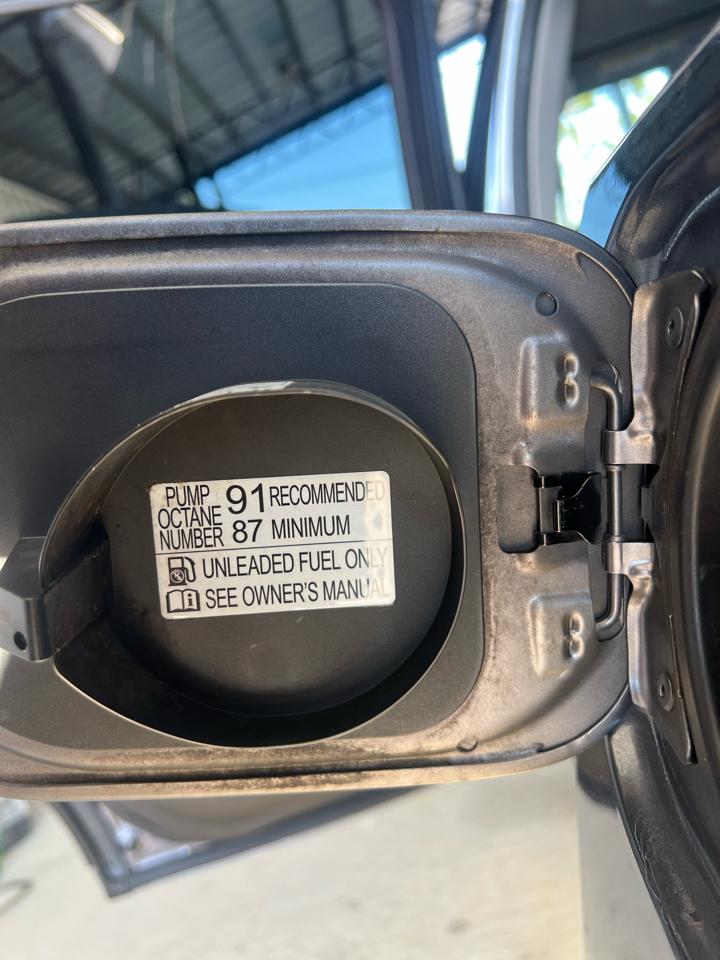 PUMP OCTANE NUMBER
91 RECOMMENDED
87 MINIMUM
UNLEADED FUEL ONLY
SEE OWNER'S MANUAL